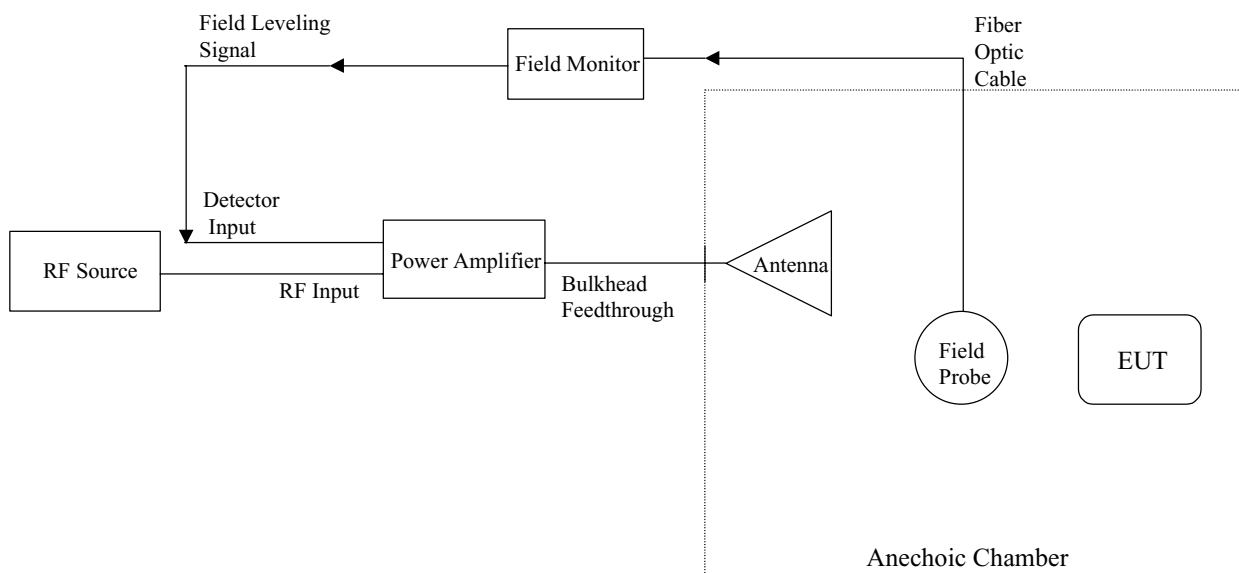 Field Leveling
Signal
Field Monitor
Fiber
Optic
Cable
Detector
Input
RF Source
Power Amplifier
RF Input
Bulkhead
Feedthrough
Antenna
Field
Probe
EUT
Anechoic Chamber